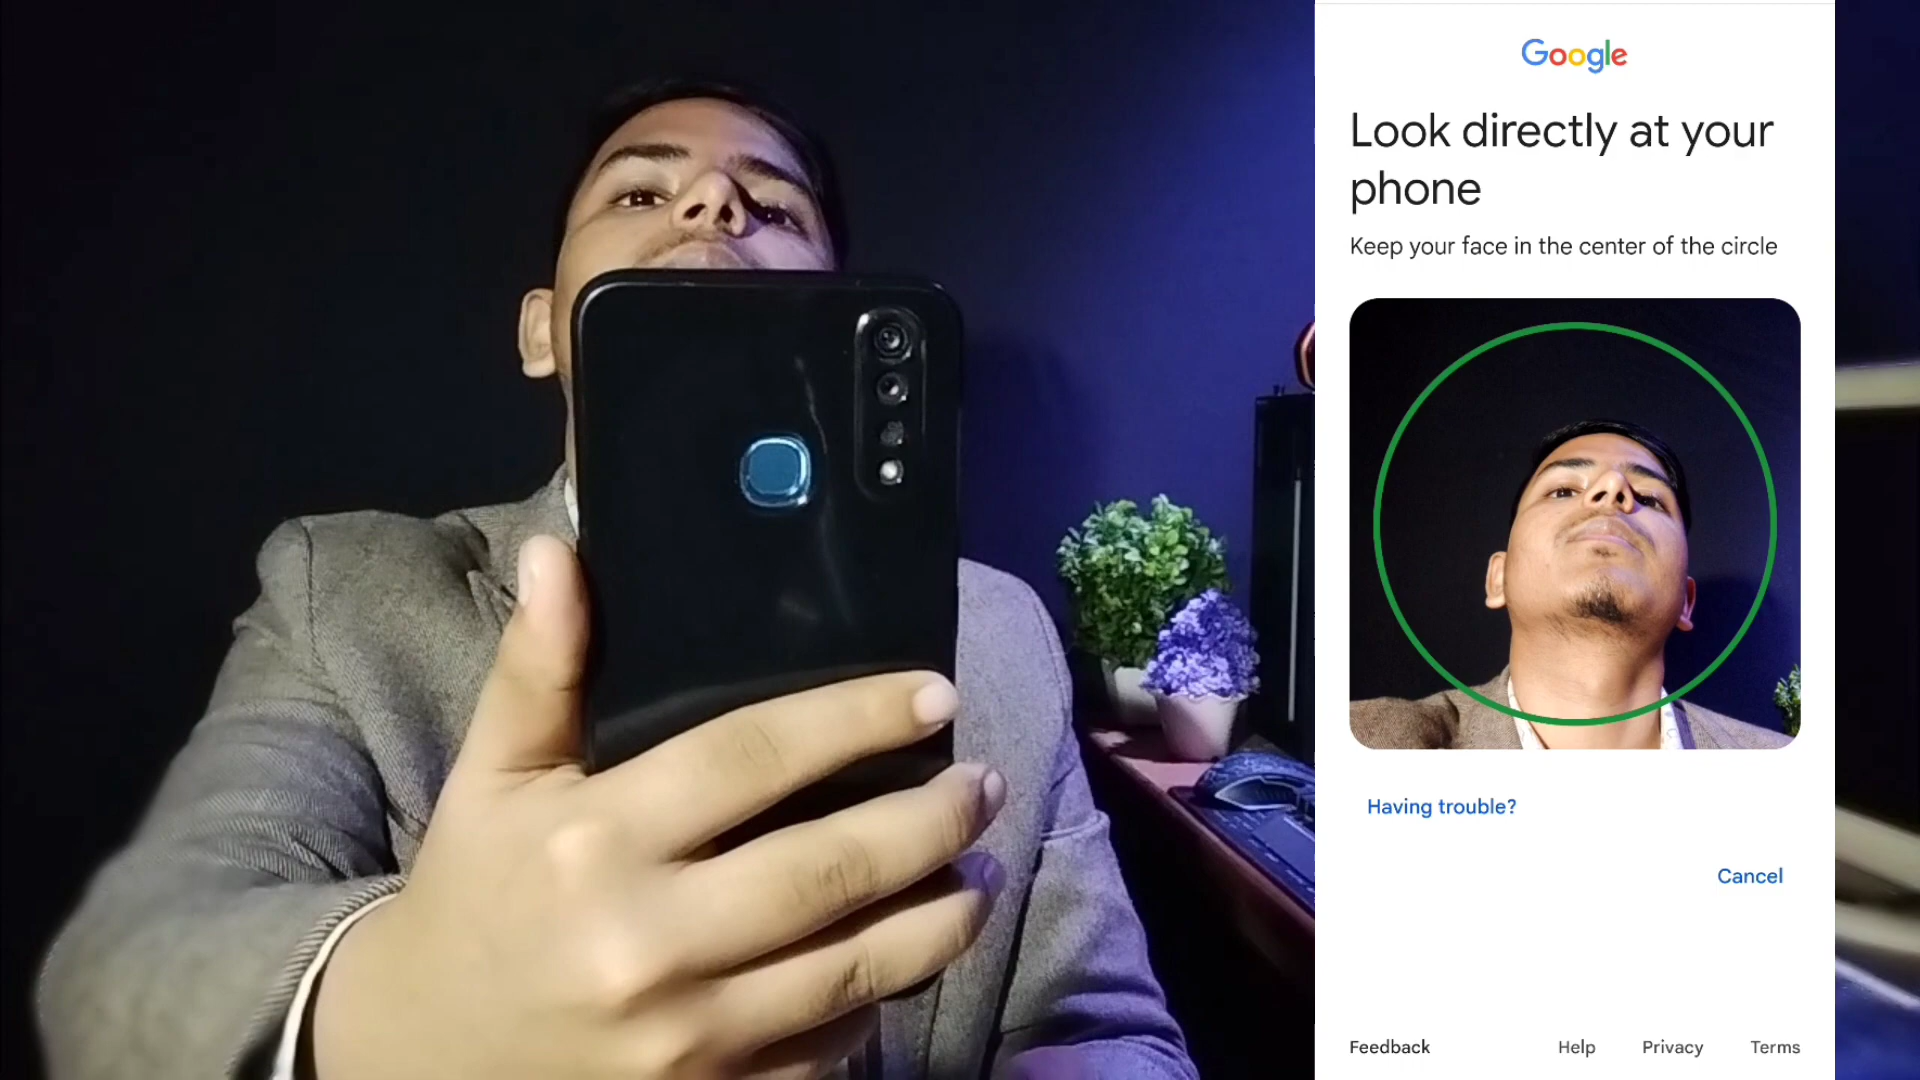 Google
Look directly at your
phone
Keep your face in the center of the circle
Having trouble?
Cancel
Feedback
Help
Privacy
Terms